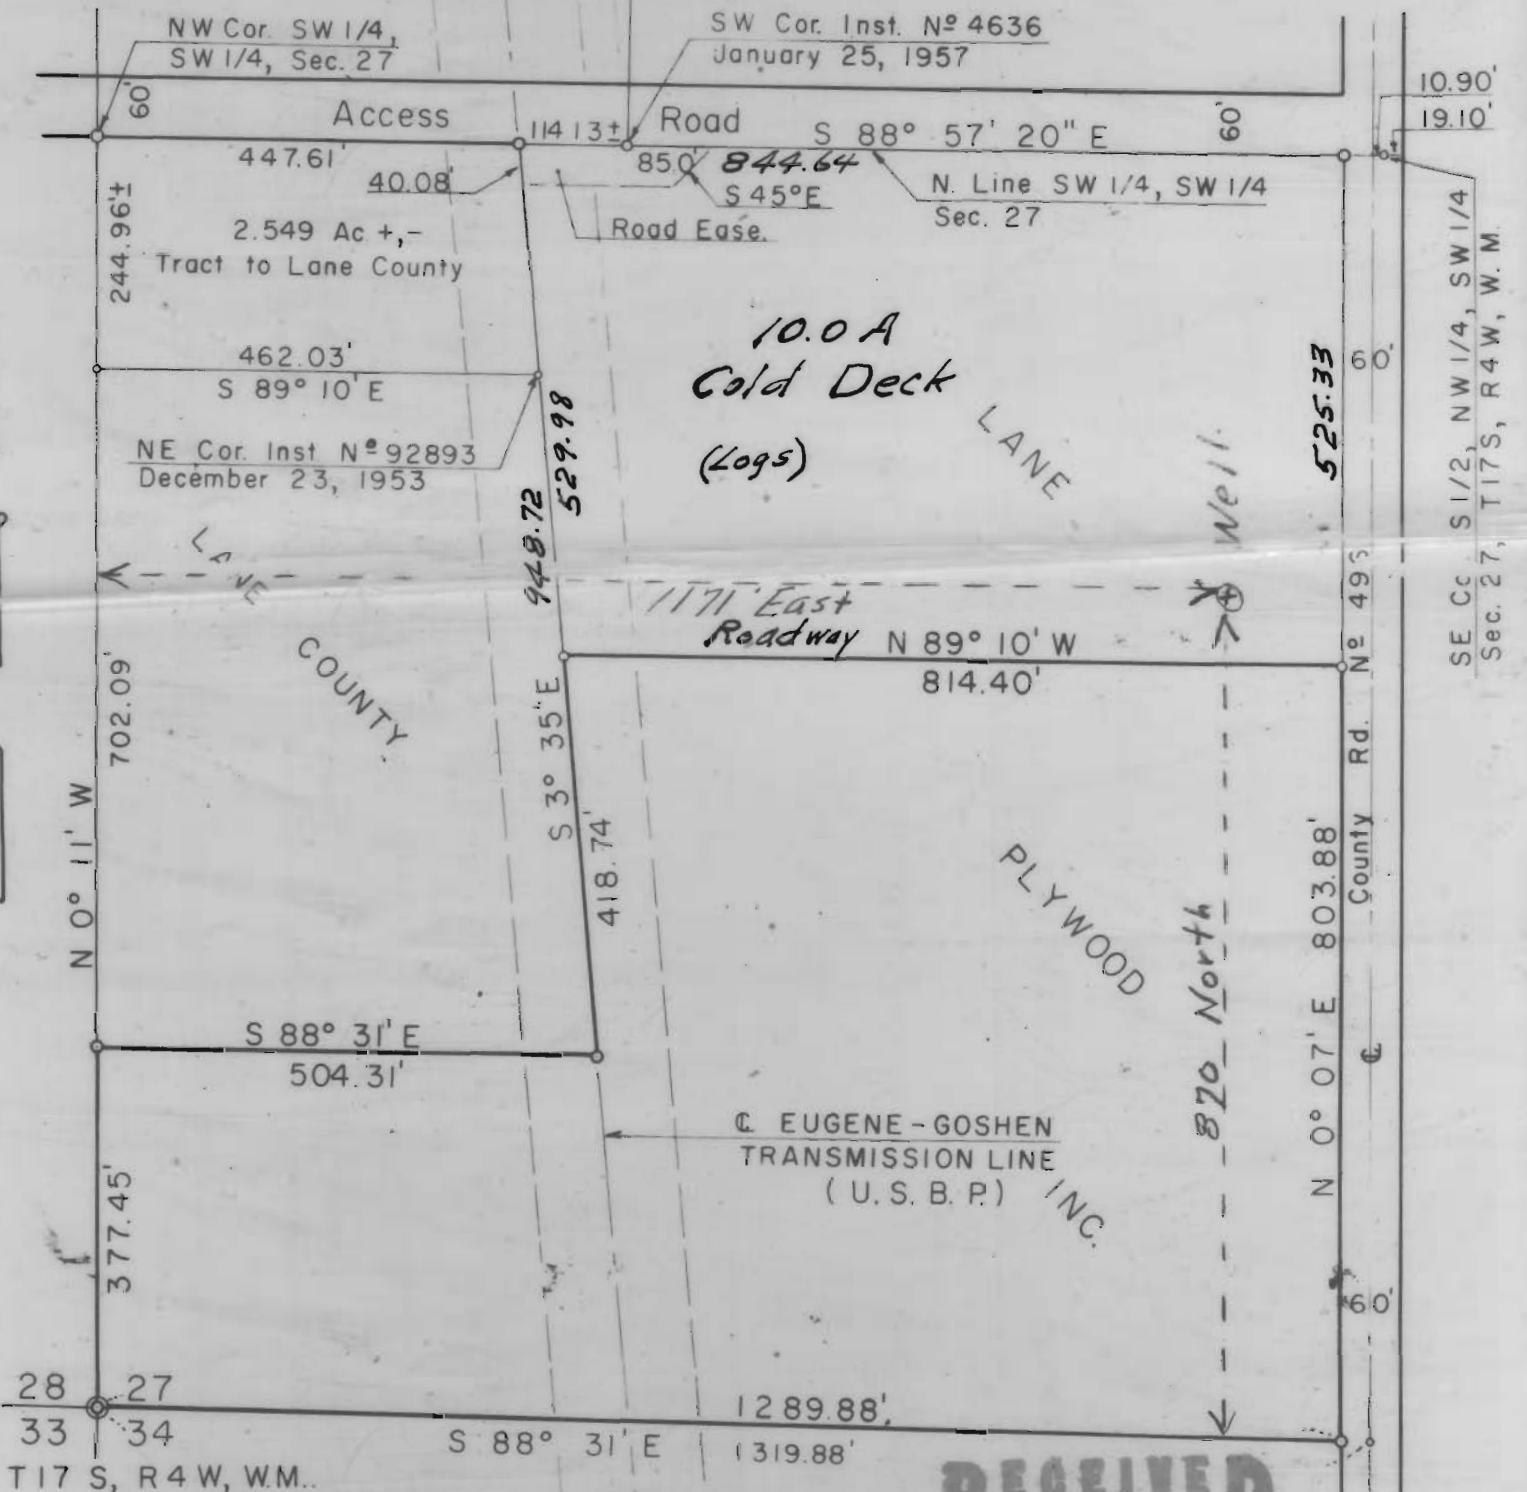 NW Cor. SW 1/4,
SW 1/4, Sec. 27
SW Cor. Inst. Nº 4636
January 25, 1957
10.90'
19.10'
60'
Access
114.13±
Road
S 88° 57' 20" E
60'
447.61'
40.08'
85.0'
844.64
S 45° E
N. Line SW 1/4, SW 1/4
Sec. 27
Road Ease.
244.96'±
2.549 Ac +,-
Tract to Lane County
10.0 A
Cold Deck
(Logs)
462.03'
S 89° 10' E
NE Cor. Inst Nº 92893
December 23, 1953
529.98
948.72
LANE
Well
525.33
60'
SE S 1/2, NW 1/4, SW 1/4
Sec. 27, T17S, R4W, W. M.
LANE
COUNTY
1171' East
Roadway N 89° 10' W
814.40'
County Rd. Nº
702.09'
N 0° 11' W
S 3° 35" E
418.74'
PLYWOOD
INC.
820 North
N 0° 07' E 803.88'
S 88° 31' E
504.31'
℄
℄ EUGENE - GOSHEN
TRANSMISSION LINE
( U. S. B. P. )
377.45'
60'
28 27
33 34
1289.88'
S 88° 31' E
1319.88'
T17 S, R 4 W, W.M.
RECEIVED